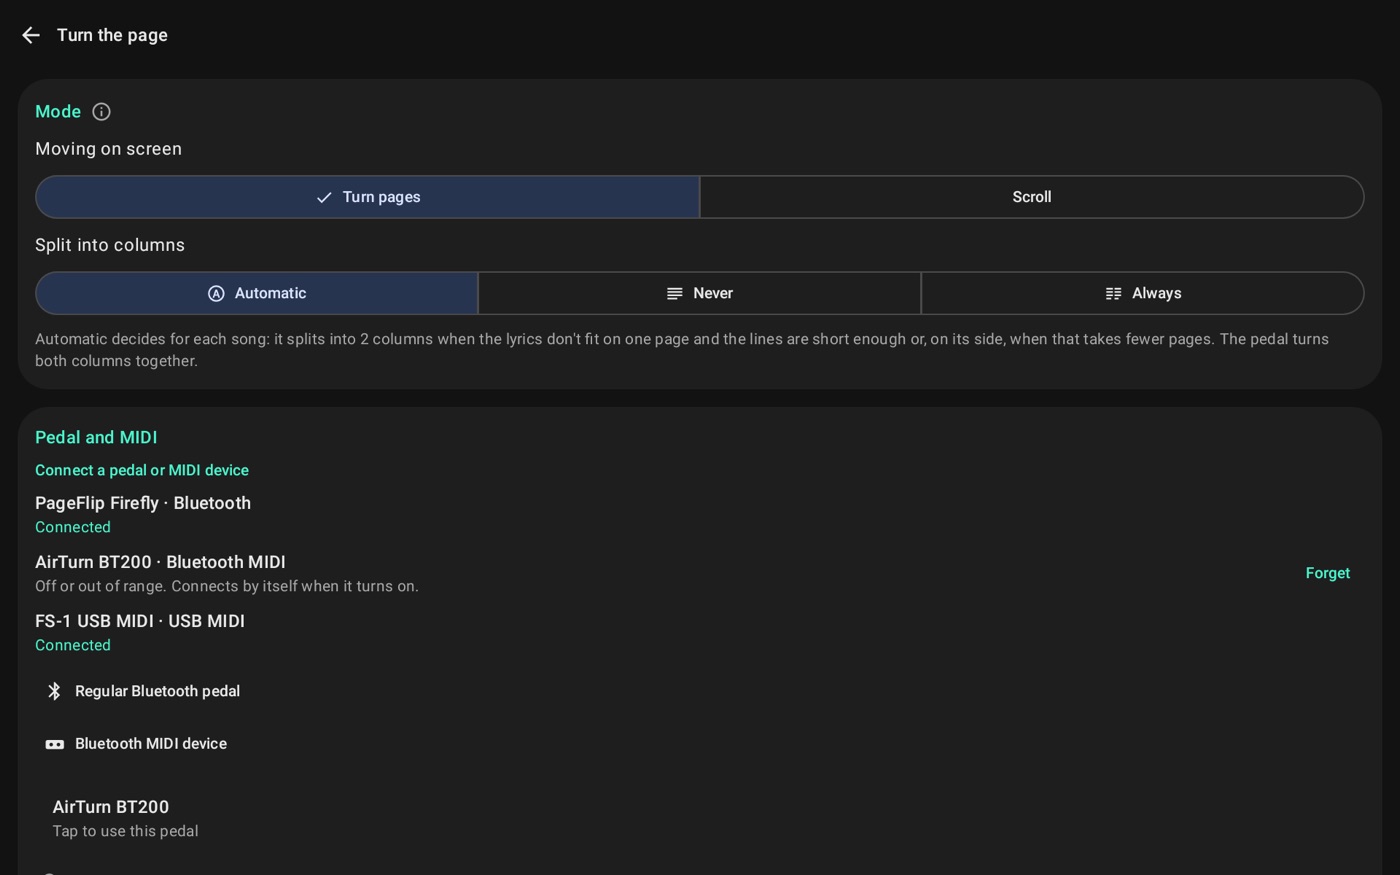 Turn the page
Mode
Moving on screen
Turn pages
Scroll
Split into columns
Automatic
Never
Always
Automatic decides for each song: it splits into 2 columns when the lyrics don't fit on one page and the lines are short enough or, on its side, when that takes fewer pages. The pedal turns
both columns together.
Pedal and MIDI
Connect a pedal or MIDI device
PageFlip Firefly · Bluetooth
Connected
AirTurn BT200 · Bluetooth MIDI
Off or out of range. Connects by itself when it turns on.
Forget
FS-1 USB MIDI · USB MIDI
Connected
Regular Bluetooth pedal
Bluetooth MIDI device
AirTurn BT200
Tap to use this pedal